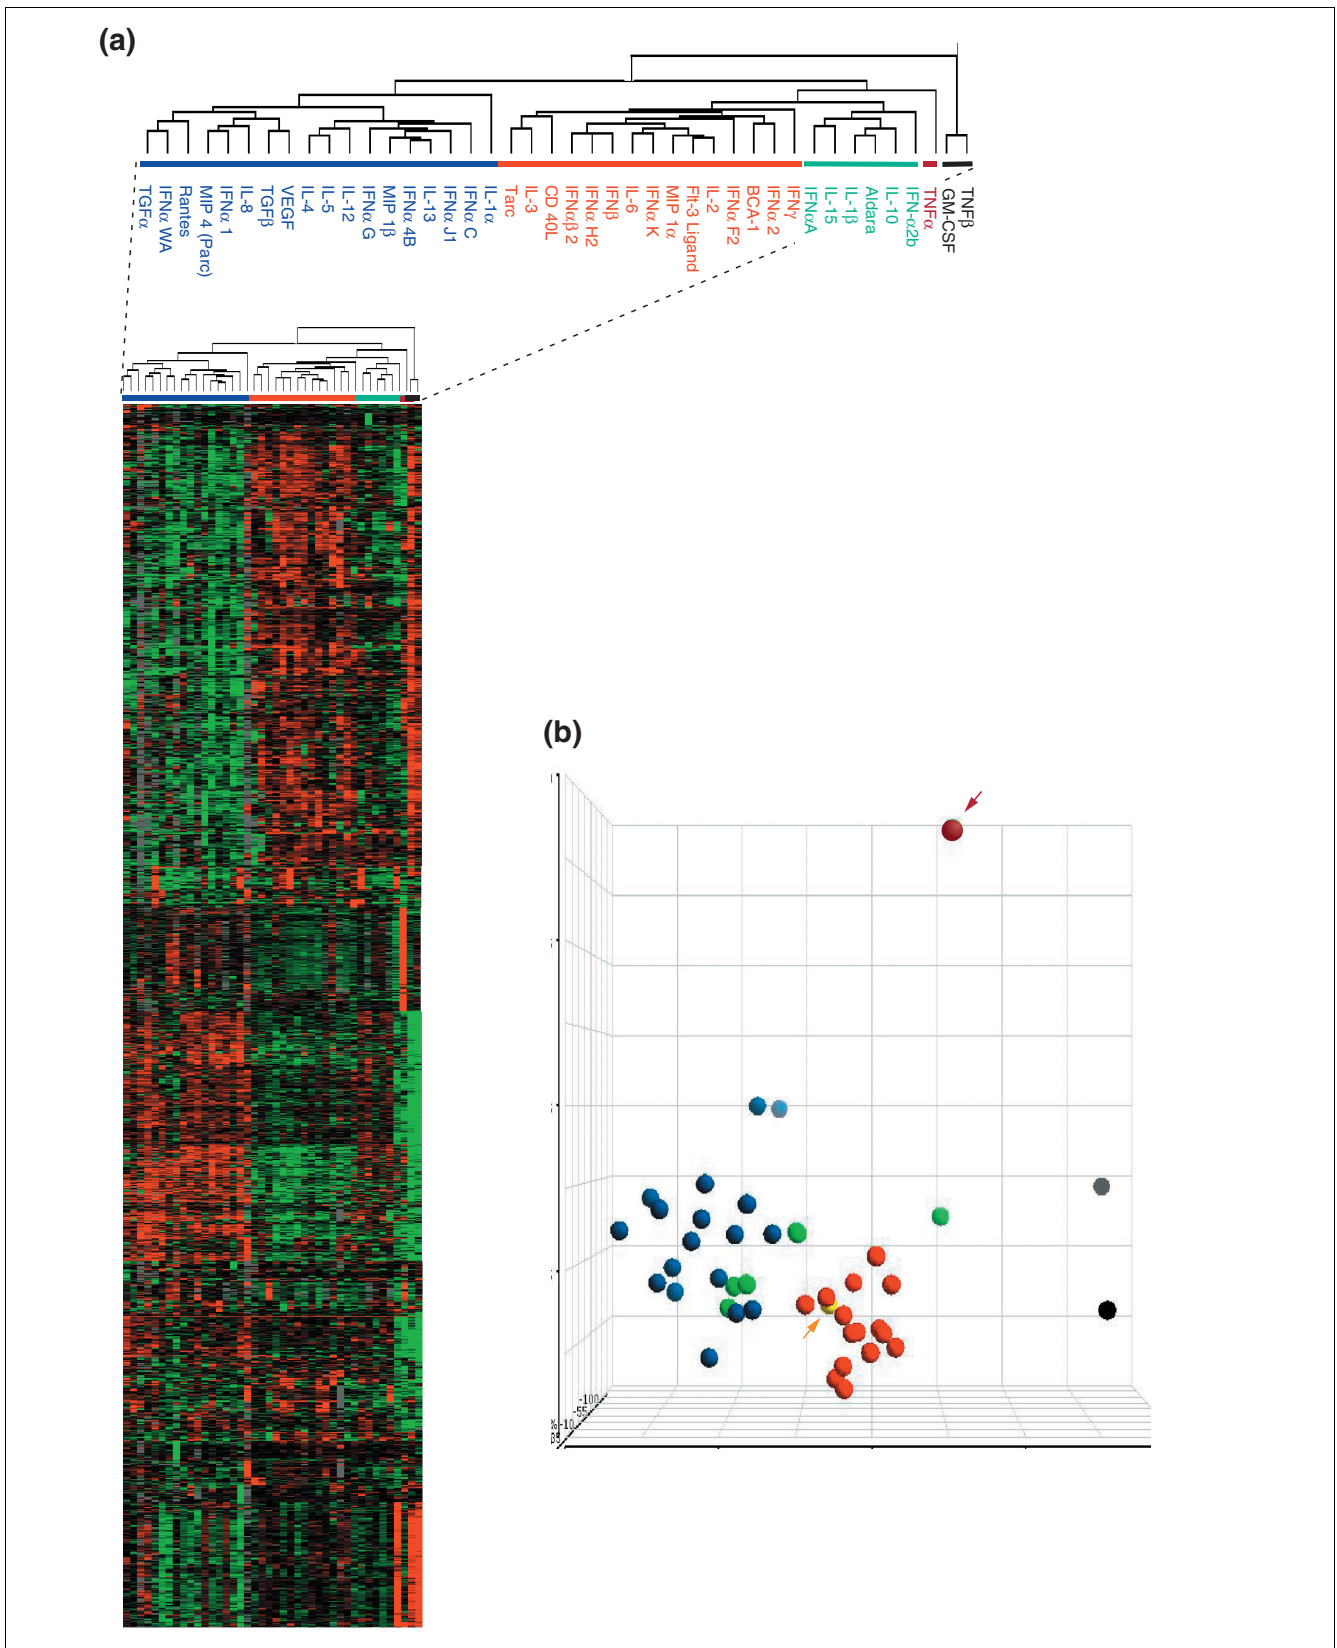 (a)
TGFα
IFNα WA
Rantes
MIP 4 (Parc)
IFNα 1
IL-8
TGFβ
VEGF
IL-4
IL-5
IL-12
IFNα G
MIP 1β
IFNα 4B
IL-13
IFNα J1
IFNα C
IL-1α
Tarc
IL-3
CD 40L
IFNαβ 2
IFNα H2
IFNβ
IL-6
IFNα K
MIP 1α
Flt-3 Ligand
IL-2
IFNα F2
BCA-1
IFNα 2
IFNγ
IFNαA
IL-15
IL-1β
Aldara
IL-10
IFN-α2b
TNFα
GM-CSF
TNFβ
(b)
-100
-55
%-10